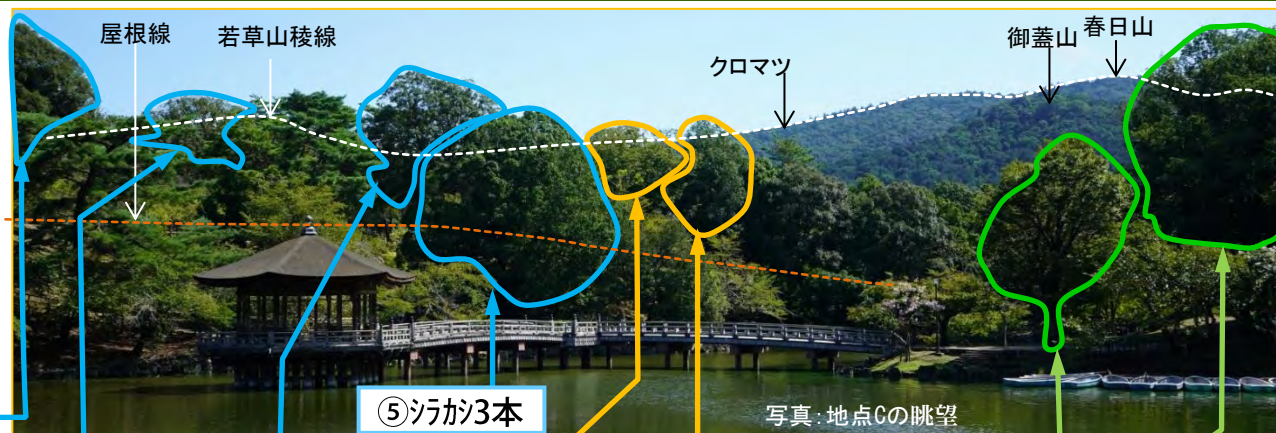 屋根線
若草山稜線
クロマツ
御蓋山
春日山
⑤シラカシ3本
写真:地点Cの眺望